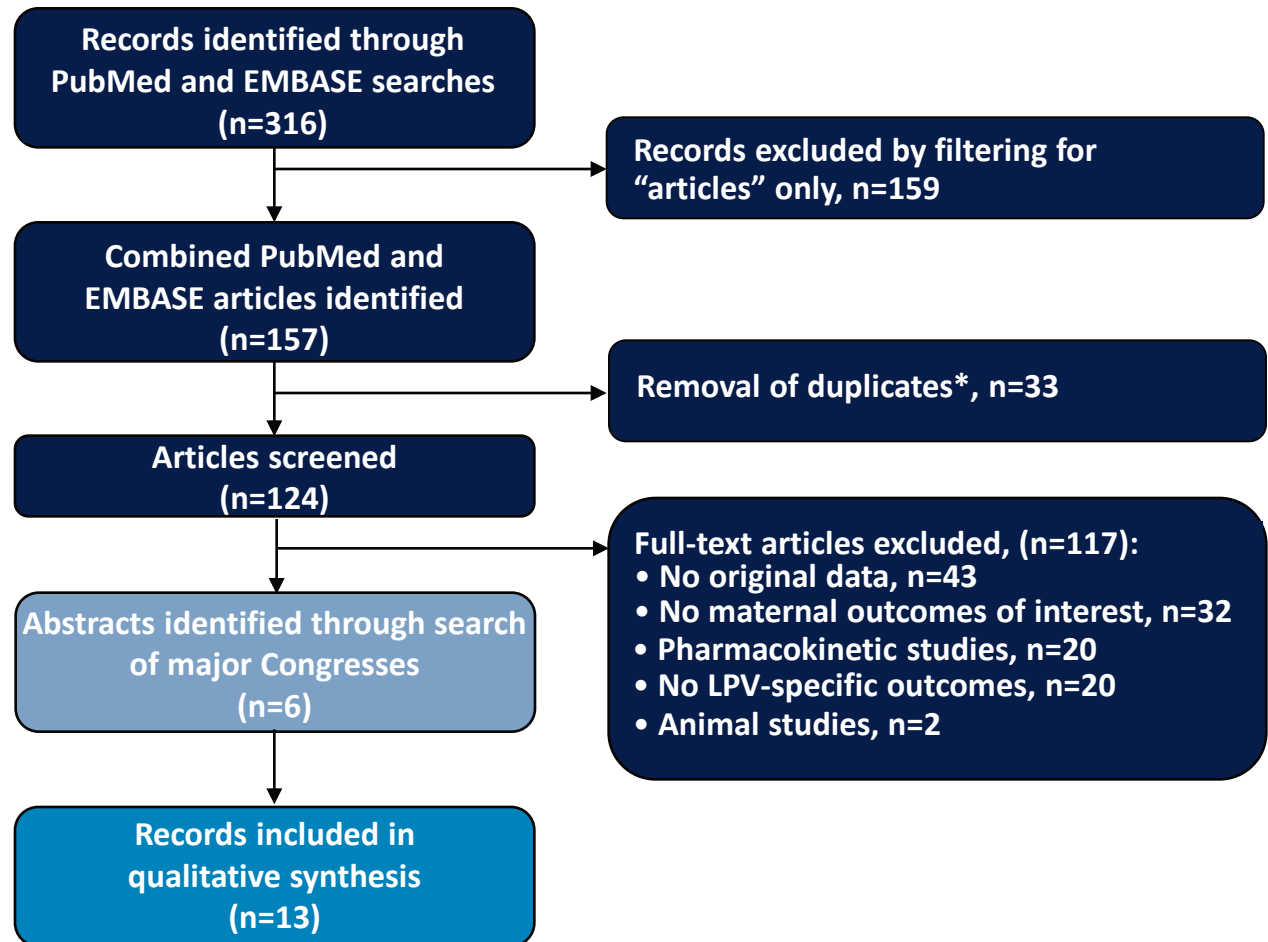 Records identified through
PubMed and EMBASE searches
(n=316)
Records excluded by filtering for
“articles” only, n=159
Combined PubMed and
EMBASE articles identified
(n=157)
Removal of duplicates*, n=33
Articles screened
(n=124)
Full-text articles excluded, (n=117):
• No original data, n=43
• No maternal outcomes of interest, n=32
• Pharmacokinetic studies, n=20
• No LPV-specific outcomes, n=20
• Animal studies, n=2
Abstracts identified through search
of major Congresses
(n=6)
Records included in
qualitative synthesis
(n=13)